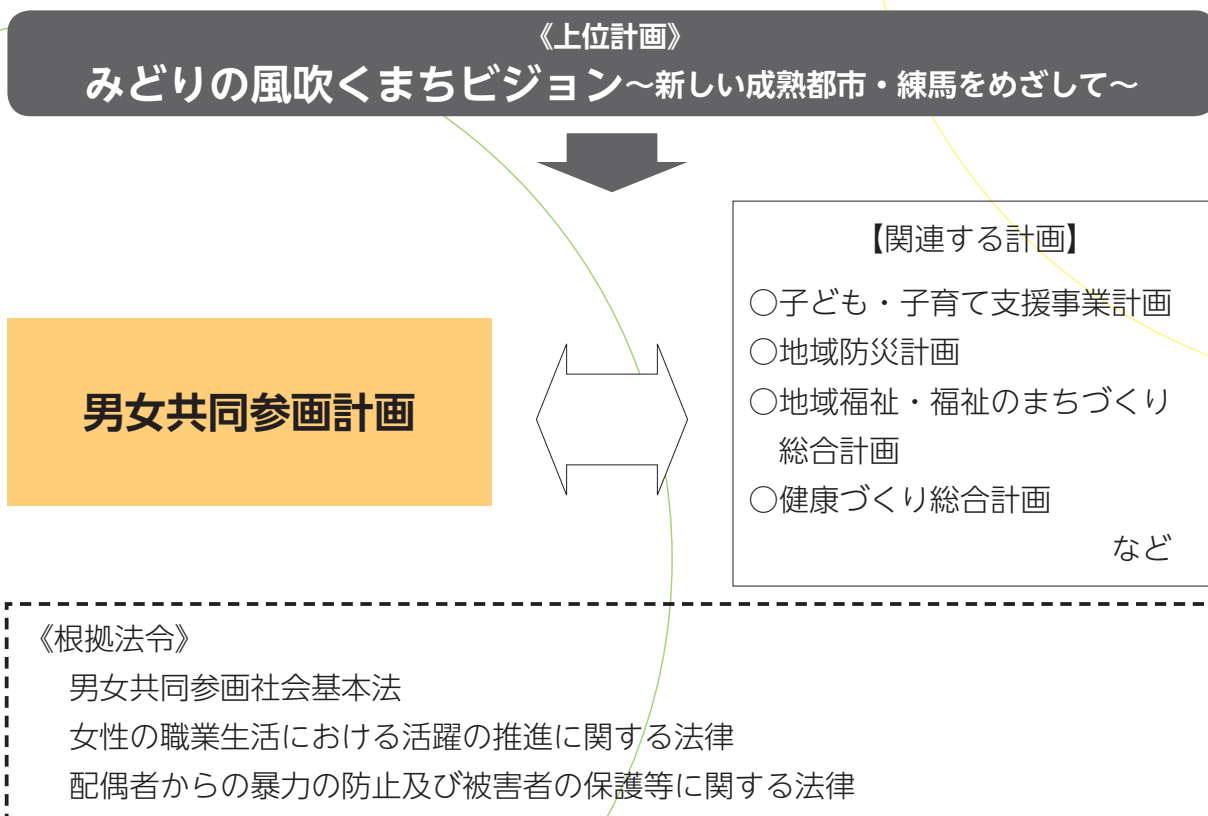 《上位計画》
みどりの風吹くまちビジョン～新しい成熟都市・練馬をめざして～
【関連する計画】
○子ども・子育て支援事業計画
○地域防災計画
○地域福祉・福祉のまちづくり
総合計画
○健康づくり総合計画
など
男女共同参画計画
《根拠法令》
男女共同参画社会基本法
女性の職業生活における活躍の推進に関する法律
配偶者からの暴力の防止及び被害者の保護等に関する法律